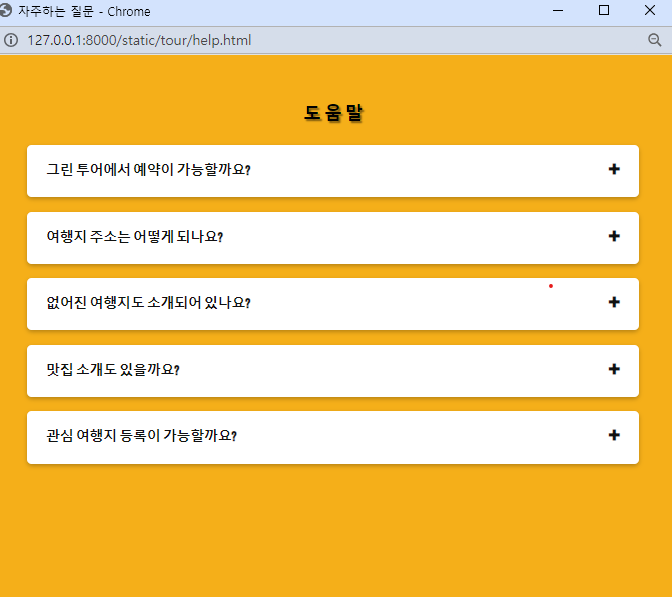 자주하는 질문 - Chrome
127.0.0.1:8000/static/tour/help.html
도 움 말
그린 투어에서 예약이 가능할까요?
여행지 주소는 어떻게 되나요?
없어진 여행지도 소개되어 있나요?
맛집 소개도 있을까요?
관심 여행지 등록이 가능할까요?